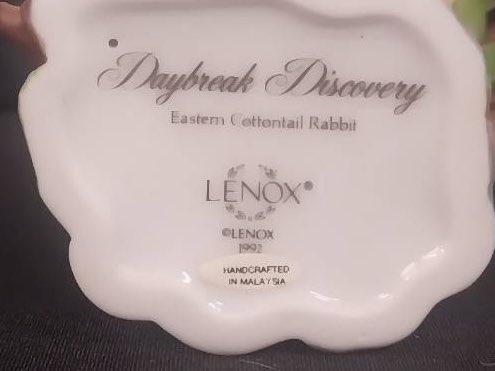 Daybreak Discovery
Eastern Cottontail Rabbit
LENOX®
©LENOX
1992
HANDCRAFTED
IN MALAYSIA